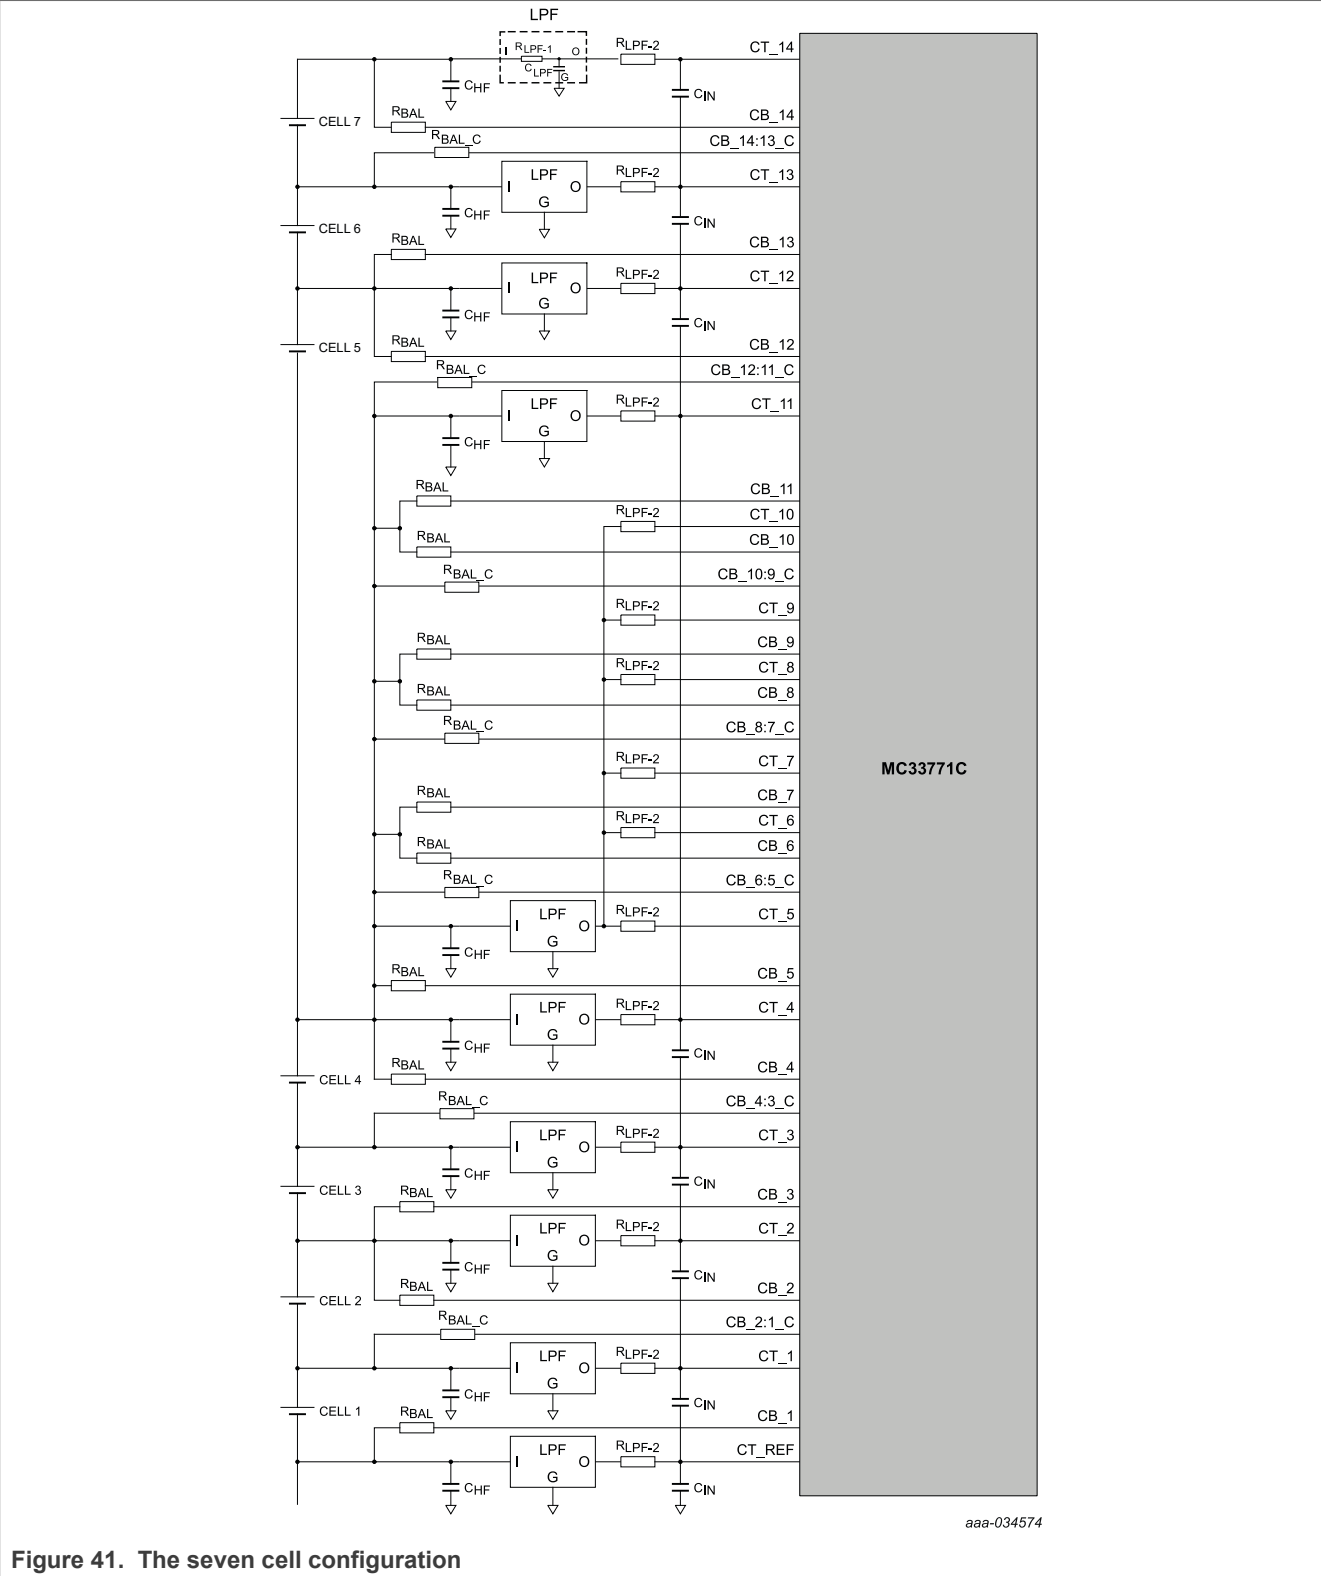 LPF
I RLPF-1 O RLPF-2 CT_14
CLPF G
CHF
CIN
CELL 7 RBAL CB_14
RBAL_C CB_14:13_C
I LPF O G RLPF-2 CT_13
CHF
CIN
CELL 6
RBAL CB_13
I LPF O G RLPF-2 CT_12
CHF
CIN
CELL 5 RBAL CB_12
RBAL_C CB_12:11_C
I LPF O G RLPF-2 CT_11
CHF
RBAL CB_11
RLPF-2 CT_10
RBAL CB_10
RBAL_C CB_10:9_C
RLPF-2 CT_9
RBAL CB_9
RLPF-2 CT_8
RBAL CB_8
RBAL_C CB_8:7_C
RLPF-2 CT_7
MC33771C
RBAL CB_7
RLPF-2 CT_6
RBAL CB_6
RBAL_C CB_6:5_C
I LPF O G RLPF-2 CT_5
CHF
RBAL CB_5
I LPF O G RLPF-2 CT_4
CHF
CIN
CELL 4 RBAL CB_4
RBAL_C CB_4:3_C
I LPF O G RLPF-2 CT_3
CHF
CIN
CELL 3 RBAL CB_3
I LPF O G RLPF-2 CT_2
CHF
CIN
CELL 2 RBAL CB_2
RBAL_C CB_2:1_C
I LPF O G RLPF-2 CT_1
CHF
CIN
CELL 1 RBAL CB_1
I LPF O G RLPF-2 CT_REF
CHF
CIN
aaa-034574
Figure 41. The seven cell configuration